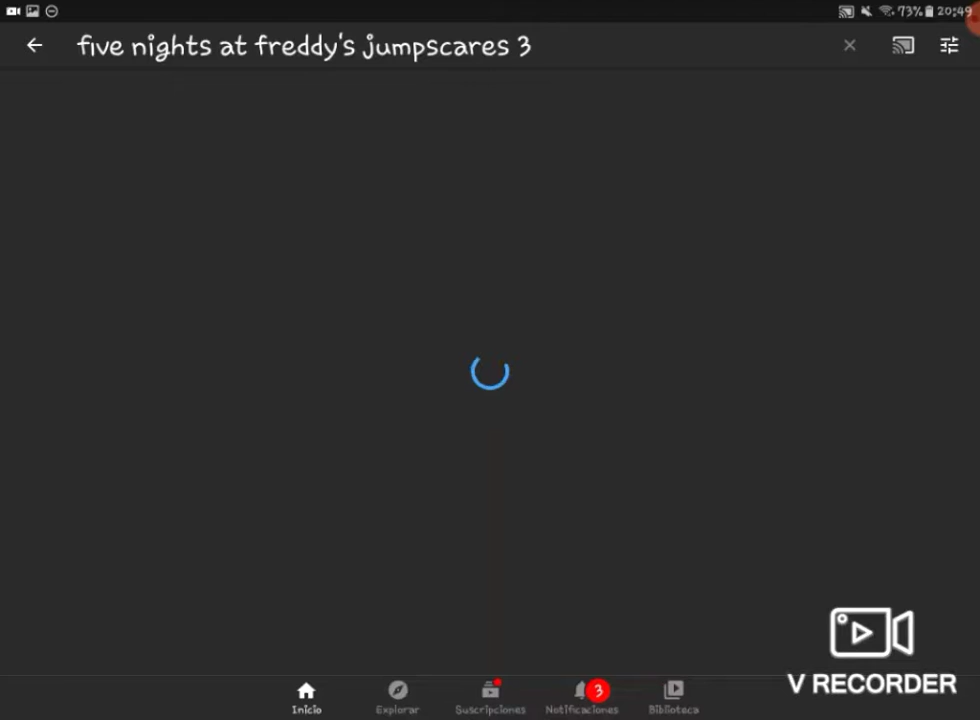 73% 20:49
five nights at freddy's jumpscares 3
V RECORDER
3
Inicio Explorar Suscripciones Notificaciones Biblioteca